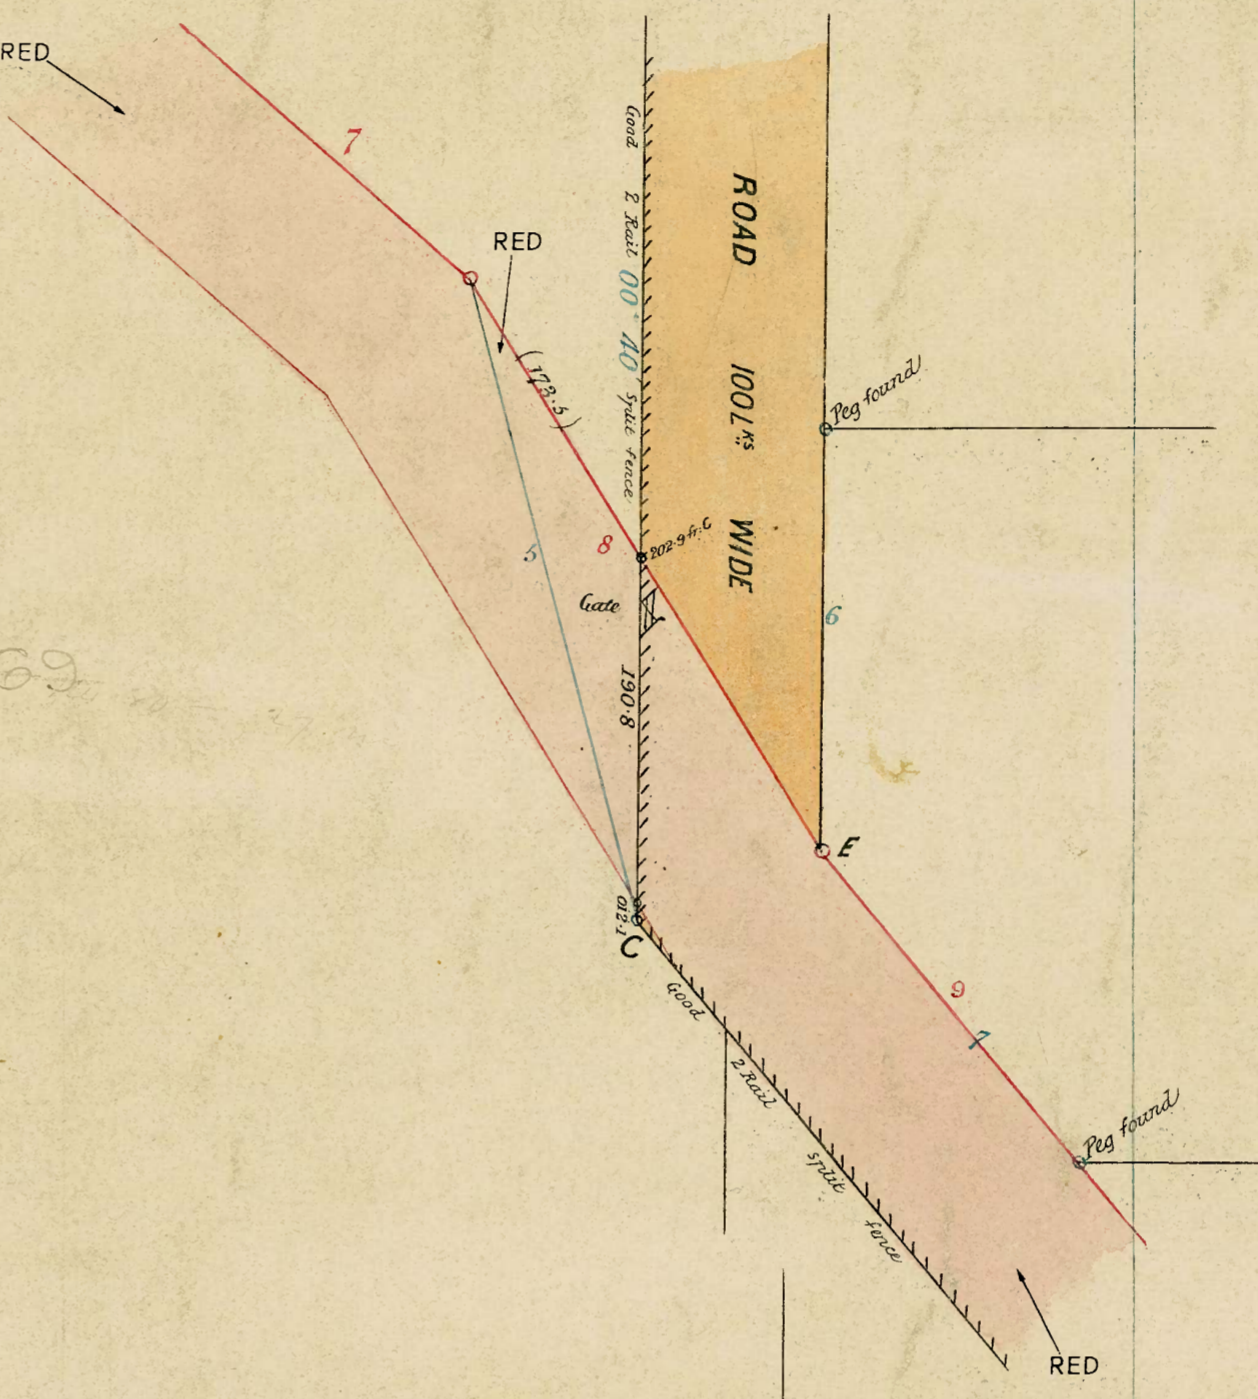 RED
7
RED
(173.5)
Good 2 Rail 00° 40' Split fence
ROAD 100 Lks WIDE
Peg found
5
8
202.9 fr. C
Gate
6
190.8
E
012.1
C
Good 2 Rail split fence
9
7
Peg found
RED